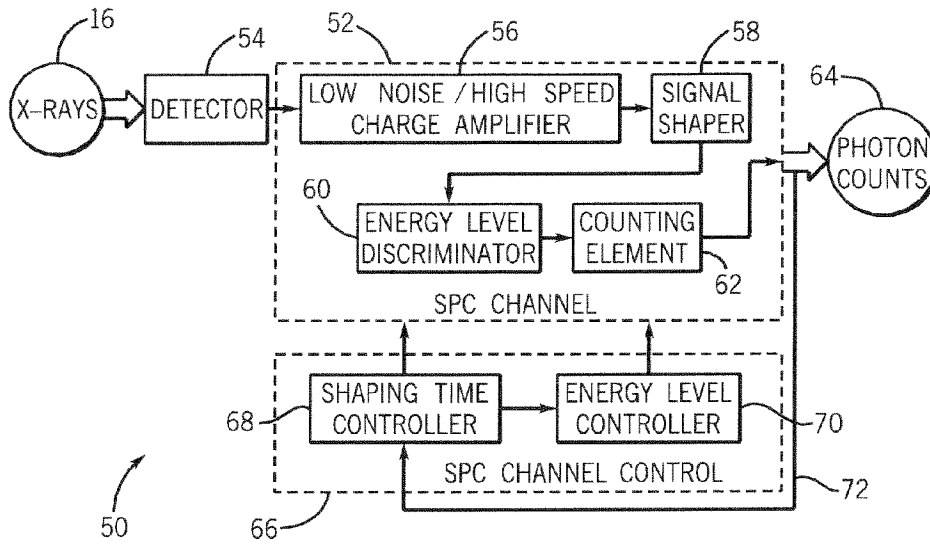 16
54
52
56
58
64
X-RAYS
DETECTOR
LOW NOISE/HIGH SPEED
CHARGE AMPLIFIER
SIGNAL
SHAPER
PHOTON
COUNTS
60
ENERGY LEVEL
DISCRIMINATOR
COUNTING
ELEMENT
62
SPC CHANNEL
68
SHAPING TIME
CONTROLLER
ENERGY LEVEL
CONTROLLER
70
SPC CHANNEL CONTROL
72
50
66